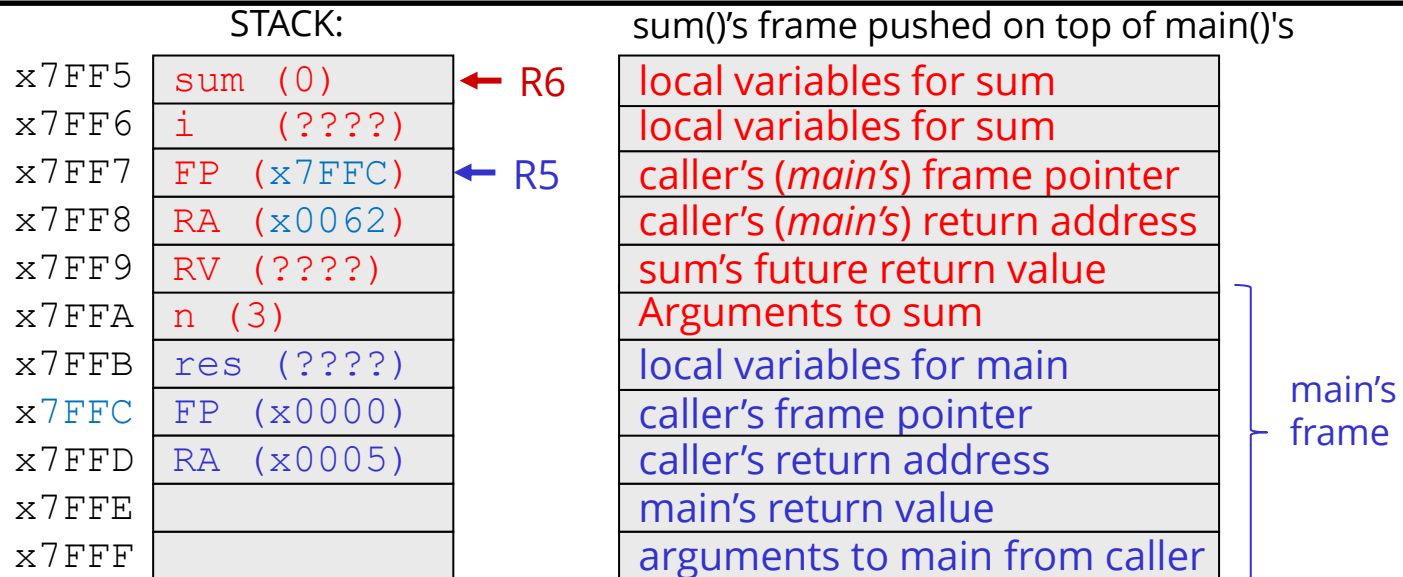 STACK: sum()’s frame pushed on top of main()'s
x7FF5 sum (0) R6 local variables for sum
x7FF6 i (????) local variables for sum
x7FF7 FP (x7FFC) R5 caller’s (main’s) frame pointer
x7FF8 RA (x0062) caller’s (main’s) return address
x7FF9 RV (????) sum’s future return value
x7FFA n (3) Arguments to sum
x7FFB res (????) local variables for main
x7FFC FP (x0000) caller’s frame pointer
x7FFD RA (x0005) caller’s return address
x7FFE main’s return value
x7FFF arguments to main from caller
main’s
frame